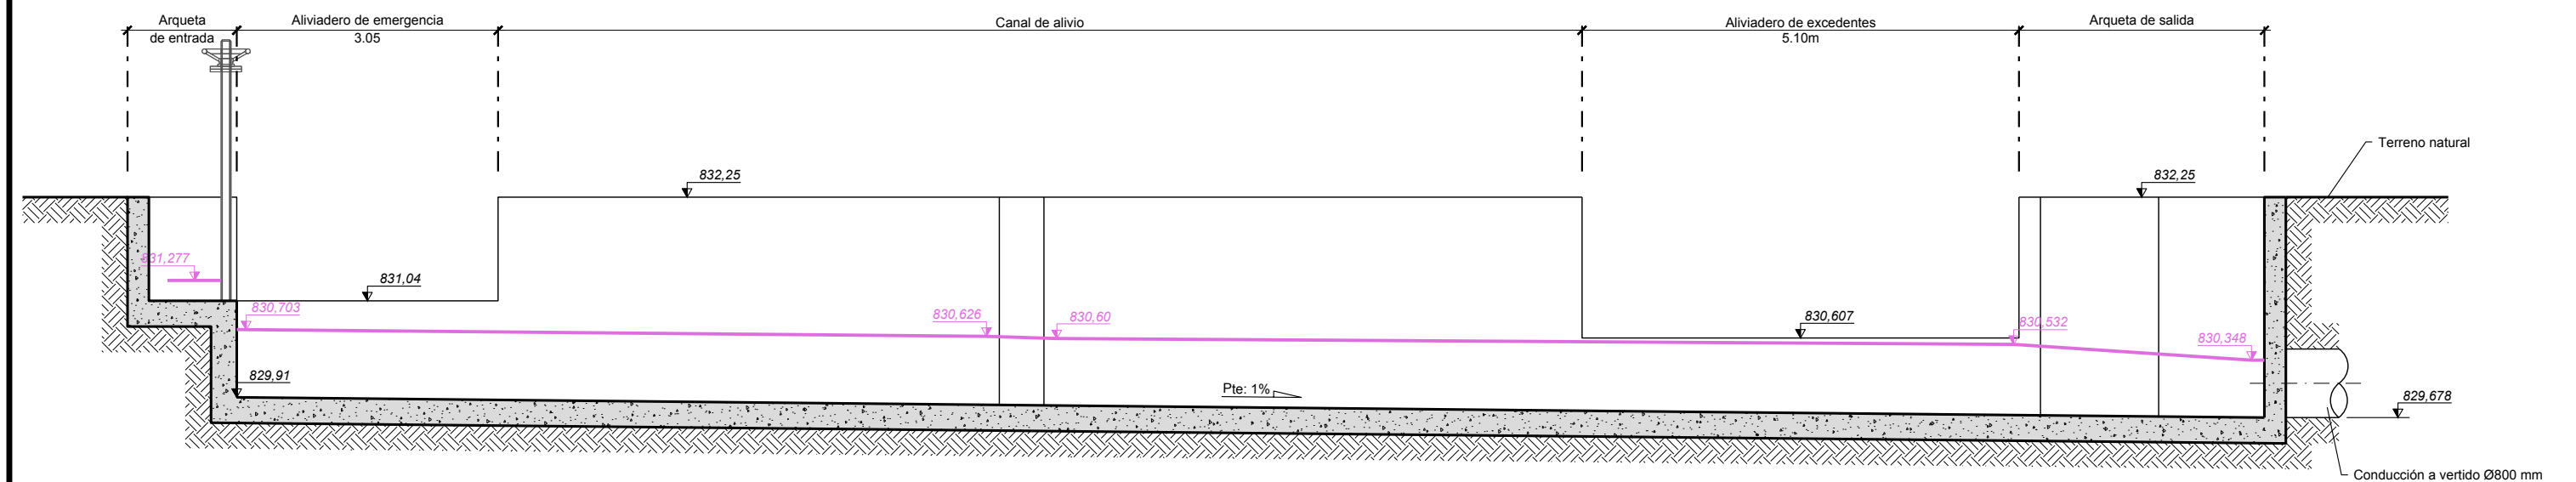 Arqueta
de entrada
Aliviadero de emergencia
3.05
Canal de alivio
Aliviadero de excedentes
5.10m
Arqueta de salida
Terreno natural
832,25
832,25
831,277
831,04
830,703
830,626
830,60
830,607
830,532
830,348
829,91
Pte: 1%
829,678
Conducción a vertido Ø800 mm